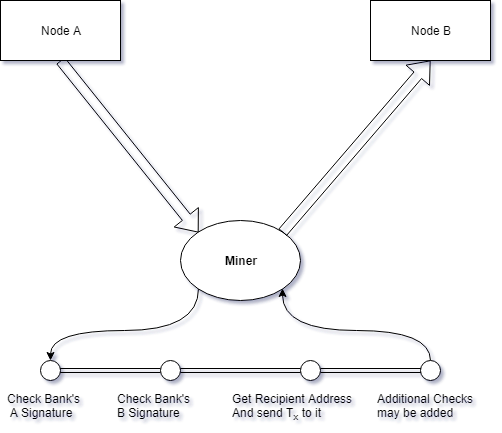 Node A
Node B
Miner
Check Bank's
A Signature
Check Bank's
B Signature
Get Recipient Address
And send Tx to it
Additional Checks
may be added